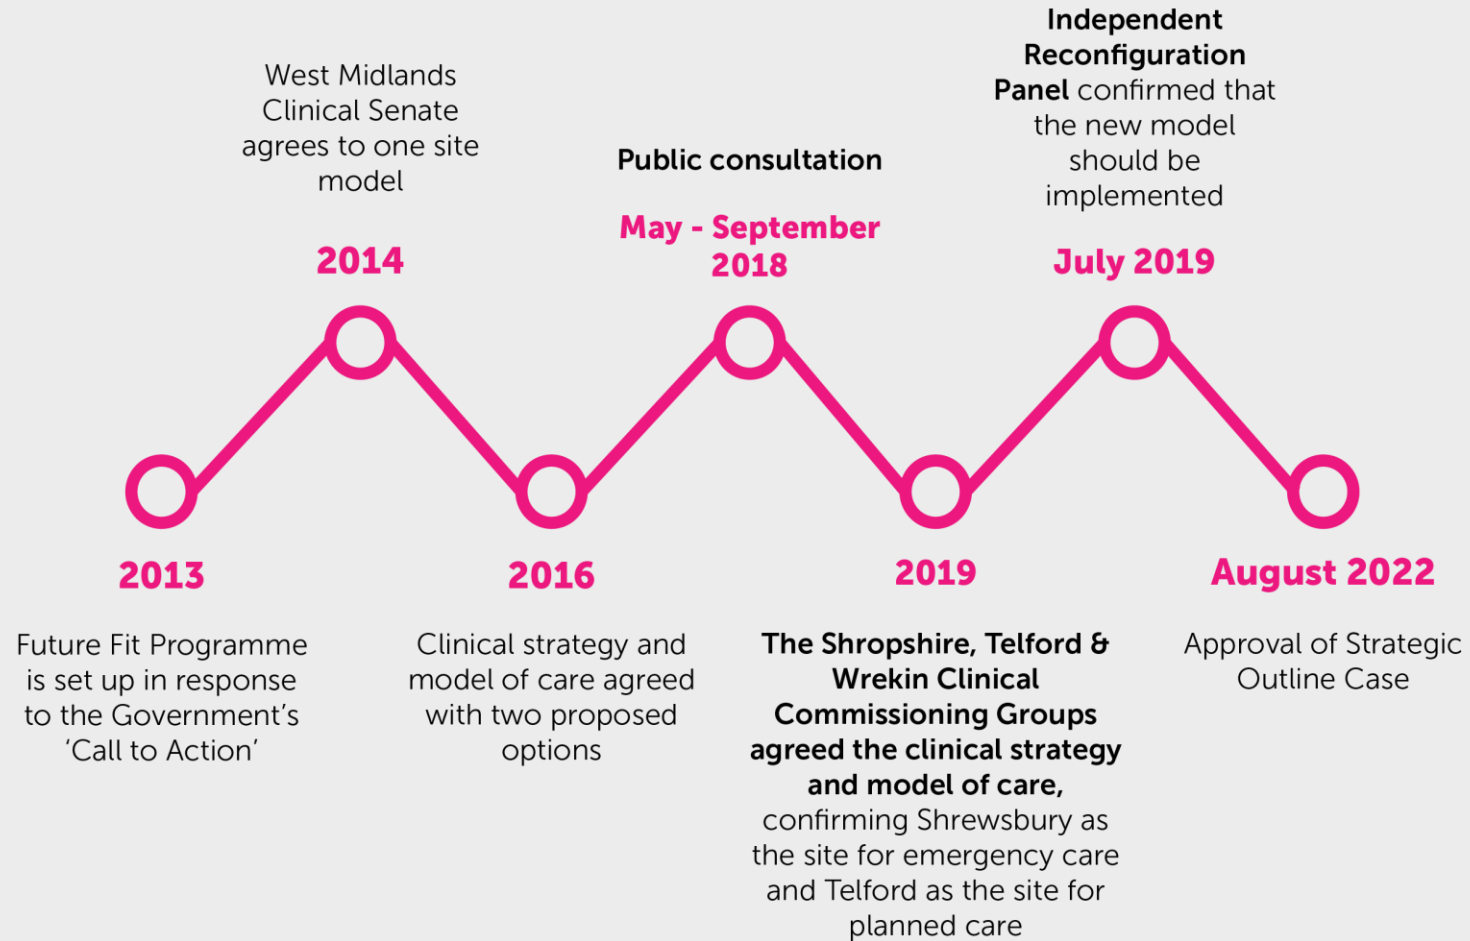 2013
Future Fit Programme
is set up in response
to the Government’s
‘Call to Action’
West Midlands
Clinical Senate
agrees to one site
model
2014
2016
Clinical strategy and
model of care agreed
with two proposed
options
Public consultation
May - September
2018
2019
The Shropshire, Telford &
Wrekin Clinical
Commissioning Groups
agreed the clinical strategy
and model of care,
confirming Shrewsbury as
the site for emergency care
and Telford as the site for
planned care
Independent
Reconfiguration
Panel confirmed that
the new model
should be
implemented
July 2019
August 2022
Approval of Strategic
Outline Case